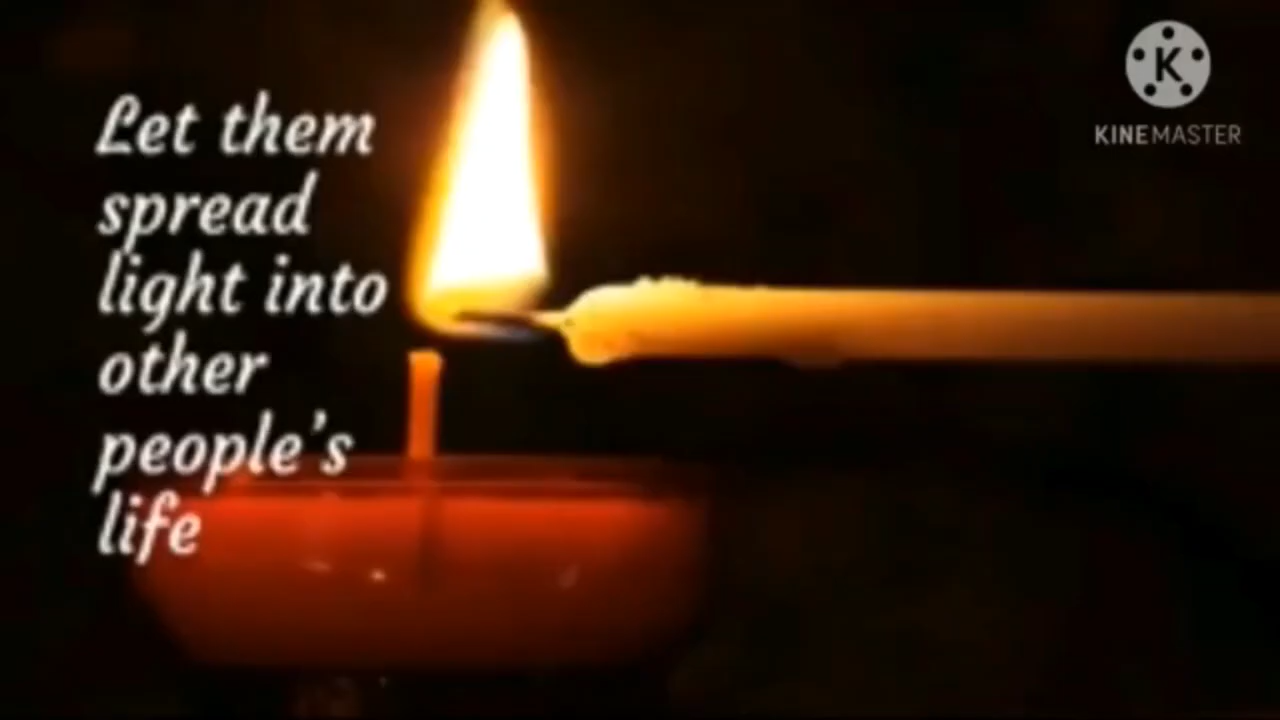 Let them
spread
light into
other
people's
life
KINEMASTER